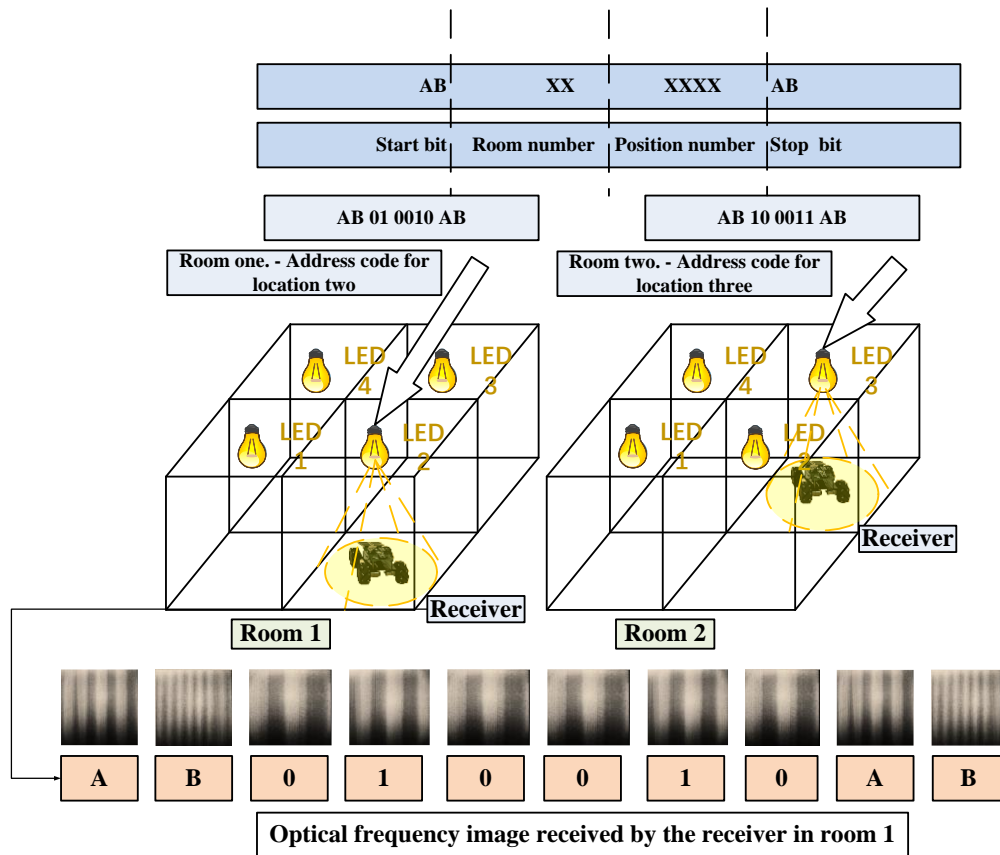 AB XX XXXX AB
Start bit Room number Position number Stop bit
AB 01 0010 AB
AB 10 0011 AB
Room one. - Address code for
location two
Room two. - Address code for
location three
LED
4
LED
3
LED
1
LED
2
LED
4
LED
3
LED
1
LED
2
Receiver
Receiver
Room 1
Room 2
A B 0 1 0 0 1 0 A B
Optical frequency image received by the receiver in room 1